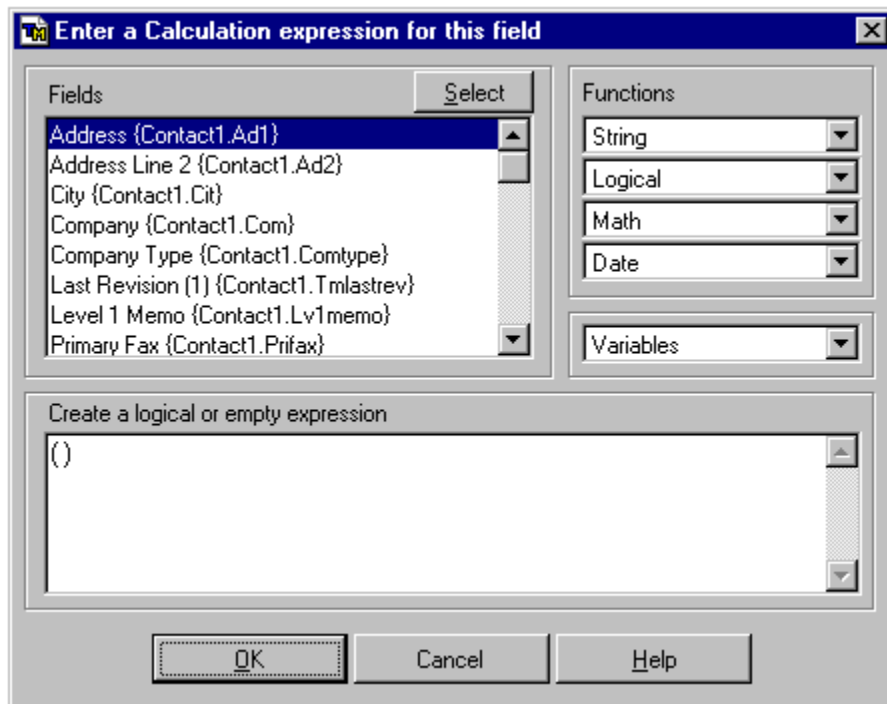 TM Enter a Calculation expression for this field
Fields
Select
Address {Contact1.Ad1}
Address Line 2 {Contact1.Ad2}
City {Contact1.Cit}
Company {Contact1.Com}
Company Type {Contact1.Comtype}
Last Revision (1) {Contact1.Tmlastrev}
Level 1 Memo {Contact1.Lv1memo}
Primary Fax {Contact1.Prifax}
Functions
String
Logical
Math
Date
Variables
Create a logical or empty expression
()
OK
Cancel
Help